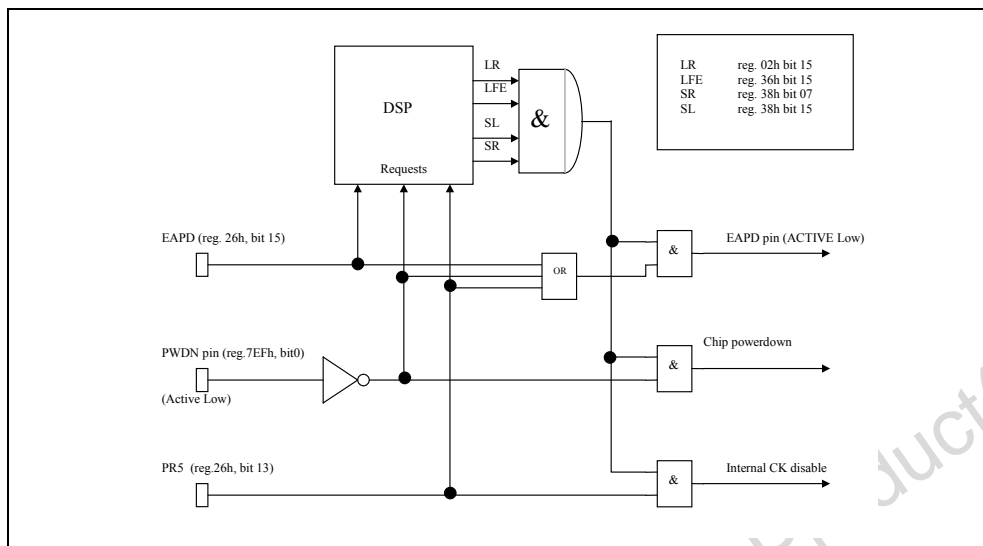 LR
LFE
SL
SR
DSP
Requests
&
LR reg. 02h bit 15
LFE reg. 36h bit 15
SR reg. 38h bit 07
SL reg. 38h bit 15
EAPD (reg. 26h, bit 15)
OR
&
EAPD pin (ACTIVE Low)
PWDN pin (reg.7EFh, bit0)
(Active Low)
&
Chip powerdown
PR5 (reg.26h, bit 13)
&
Internal CK disable